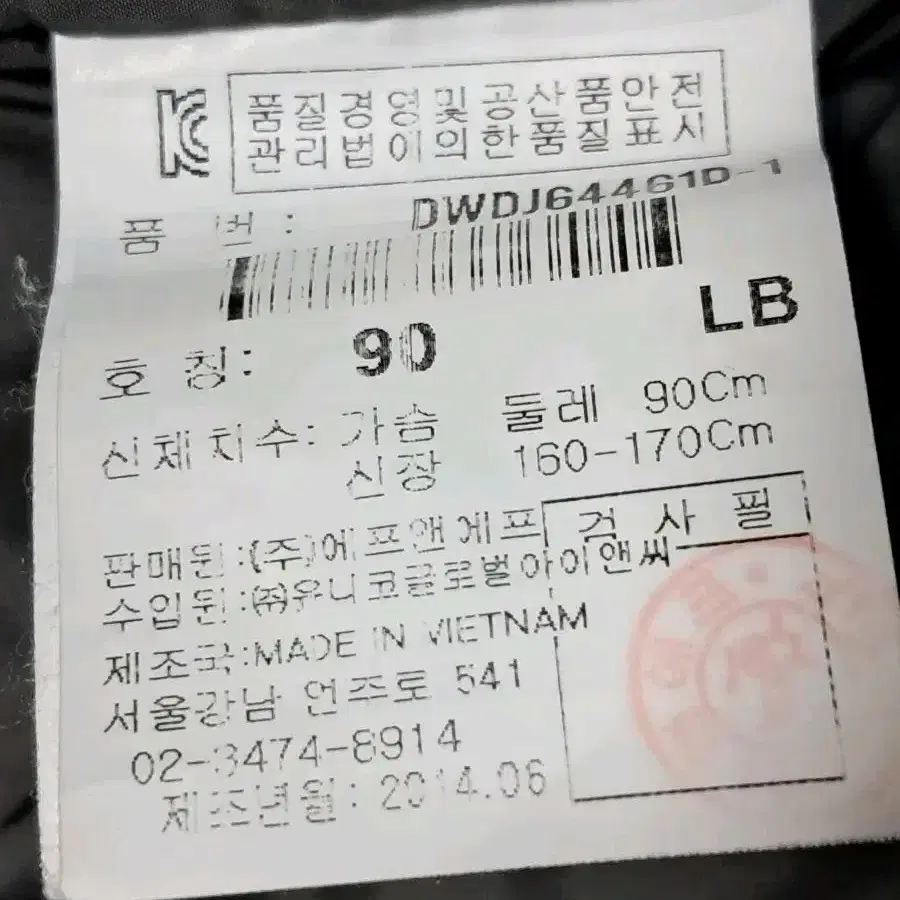 품질경영및공산품안전
관리법이의한품질표시
품 번: DWDJ64461D-1
LB
호 칭: 90
신체치수: 가슴 둘레 90Cm
신장 160-170Cm
검 사 필
판매원:(주)에프앤에프
수입원:㈜유니코글로벌아이앤씨
제조국:MADE IN VIETNAM
서울강남 언주로 541
02-3474-8914
제조년월: 2014.06